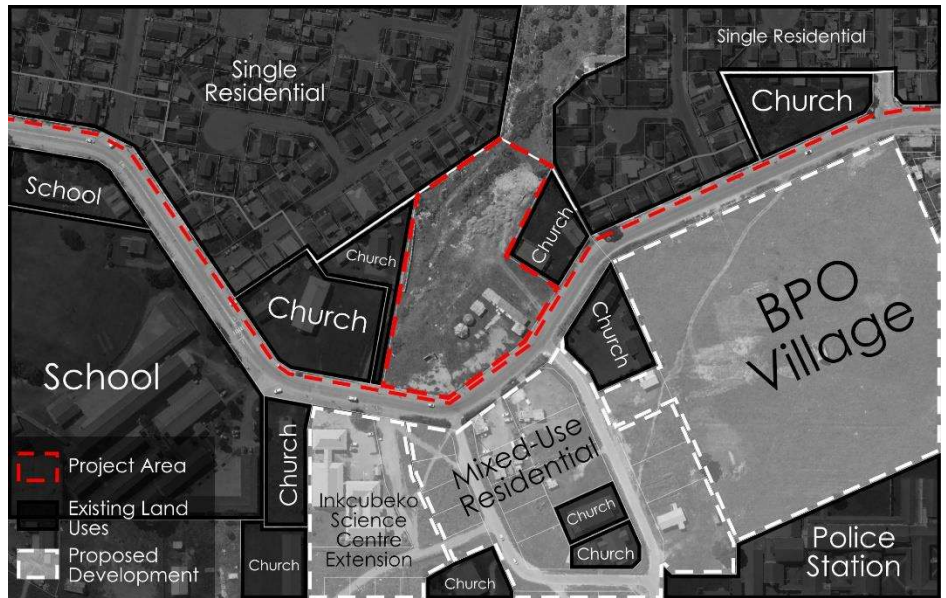 Single Residential
Single
Residential
Church
School
Church
Church
Church
Church
BPO
Village
School
Mixed-Use
Residential
Church
Inkcubeko
Science
Centre
Extension
Church
Church
Church
Church
Police
Station
Project Area
Existing Land
Uses
Proposed
Development